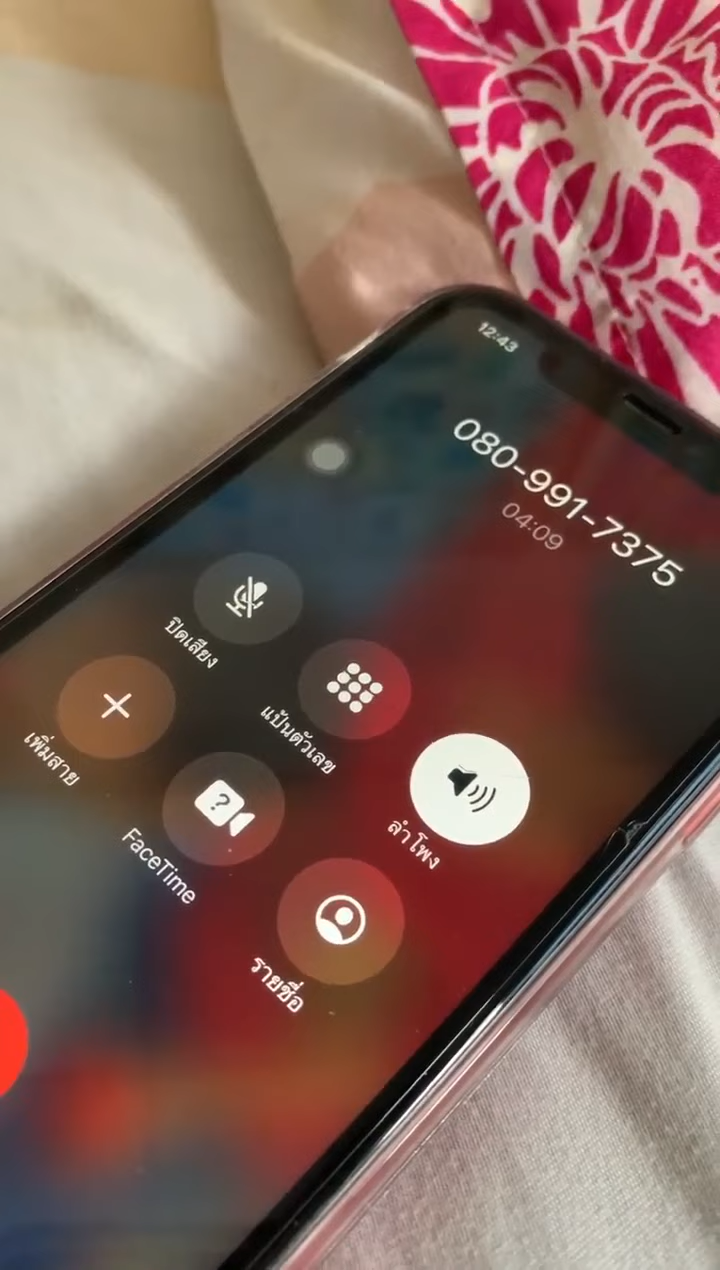 12:43
080-991-7375
04:09
ปิดเสียง
แป้นตัวเลข
ลำโพง
เพิ่มสาย
FaceTime
รายชื่อ